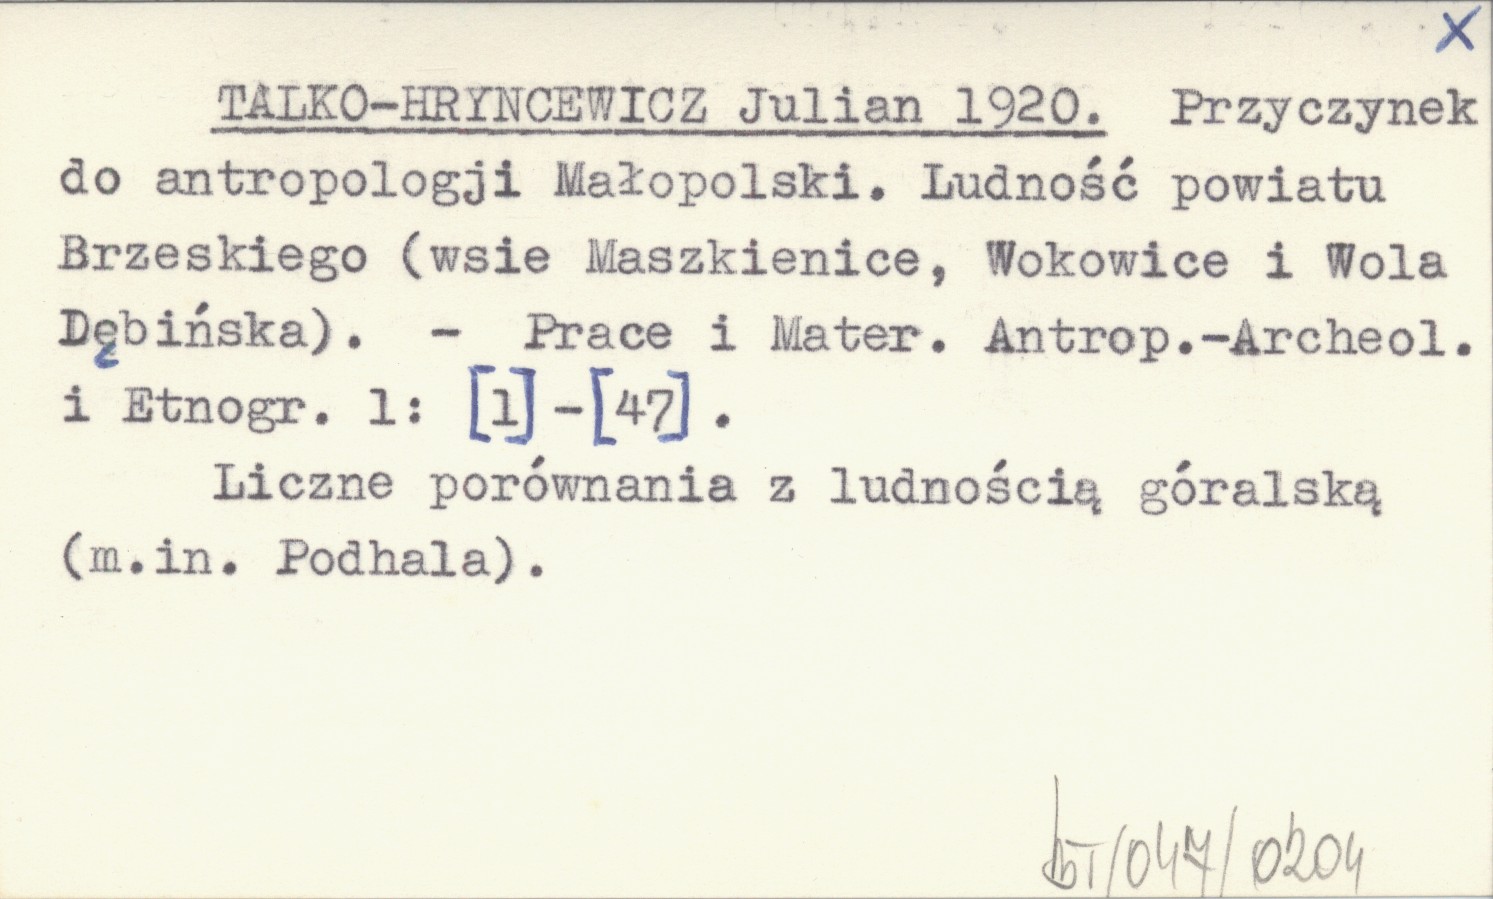 X
TALKO-HRYNCEWICZ Julian 1920. Przyczynek
do antropologji Małopolski. Ludność powiatu
Brzeskiego (wsie Maszkienice, Wokowice i Wola
Dębińska). - Prace i Mater. Antrop.-Archeol.
i Etnogr. 1: [1]-[47].
Liczne porównania z ludnością góralską
(m.in. Podhala).
/047/0204